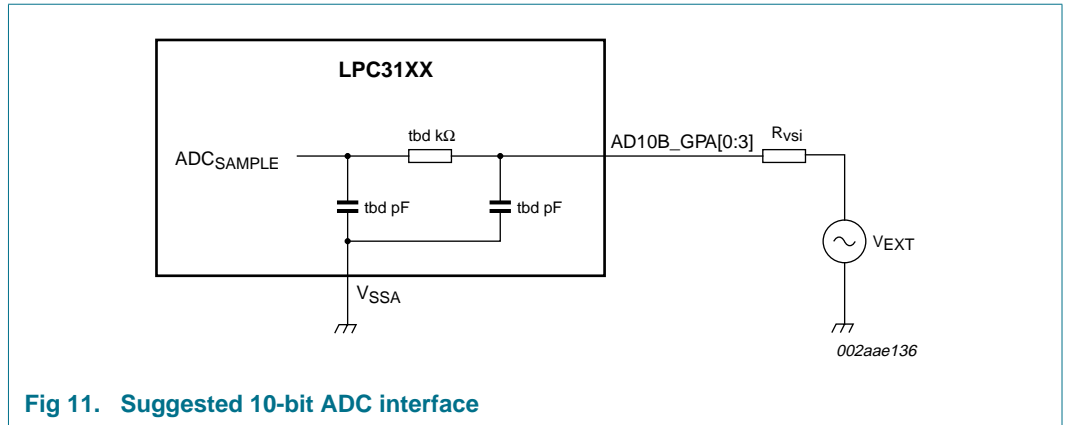 LPC31XX
tbd kΩ
ADCSAMPLE
tbd pF
tbd pF
AD10B_GPA[0:3]
Rvsi
VEXT
VSSA
002aae136
Fig 11. Suggested 10-bit ADC interface